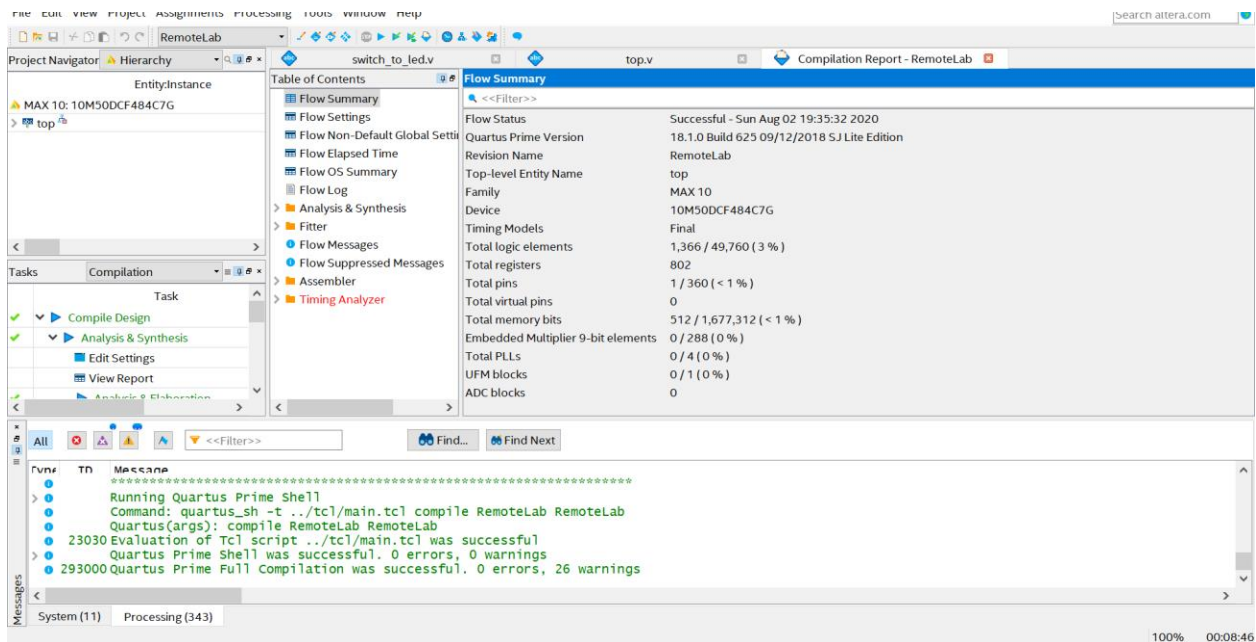 File Edit View Project Assignments Processing Tools Window Help
Search altera.com
RemoteLab
Project Navigator Hierarchy
Entity:Instance
MAX 10: 10M50DCF484C7G
top
Tasks Compilation
Task
Compile Design
Analysis & Synthesis
Edit Settings
View Report
Analysis & Elaboration
switch_to_led.v
top.v
Compilation Report - RemoteLab
Table of Contents
Flow Summary
Flow Settings
Flow Non-Default Global Settin
Flow Elapsed Time
Flow OS Summary
Flow Log
Analysis & Synthesis
Fitter
Flow Messages
Flow Suppressed Messages
Assembler
Timing Analyzer
Flow Summary
<<Filter>>
Flow Status Successful - Sun Aug 02 19:35:32 2020
Quartus Prime Version 18.1.0 Build 625 09/12/2018 SJ Lite Edition
Revision Name RemoteLab
Top-level Entity Name top
Family MAX 10
Device 10M50DCF484C7G
Timing Models Final
Total logic elements 1,366 / 49,760 ( 3 % )
Total registers 802
Total pins 1 / 360 ( < 1 % )
Total virtual pins 0
Total memory bits 512 / 1,677,312 ( < 1 % )
Embedded Multiplier 9-bit elements 0 / 288 ( 0 % )
Total PLLs 0 / 4 ( 0 % )
UFM blocks 0 / 1 ( 0 % )
ADC blocks 0
All <<Filter>> Find... Find Next
Type ID Message
*******************************************************************
Running Quartus Prime Shell
Command: quartus_sh -t ../tcl/main.tcl compile RemoteLab RemoteLab
Quartus(args): compile RemoteLab RemoteLab
23030 Evaluation of Tcl script ../tcl/main.tcl was successful
Quartus Prime Shell was successful. 0 errors, 0 warnings
293000 Quartus Prime Full Compilation was successful. 0 errors, 26 warnings
Messages
System (11) Processing (343)
100% 00:08:46